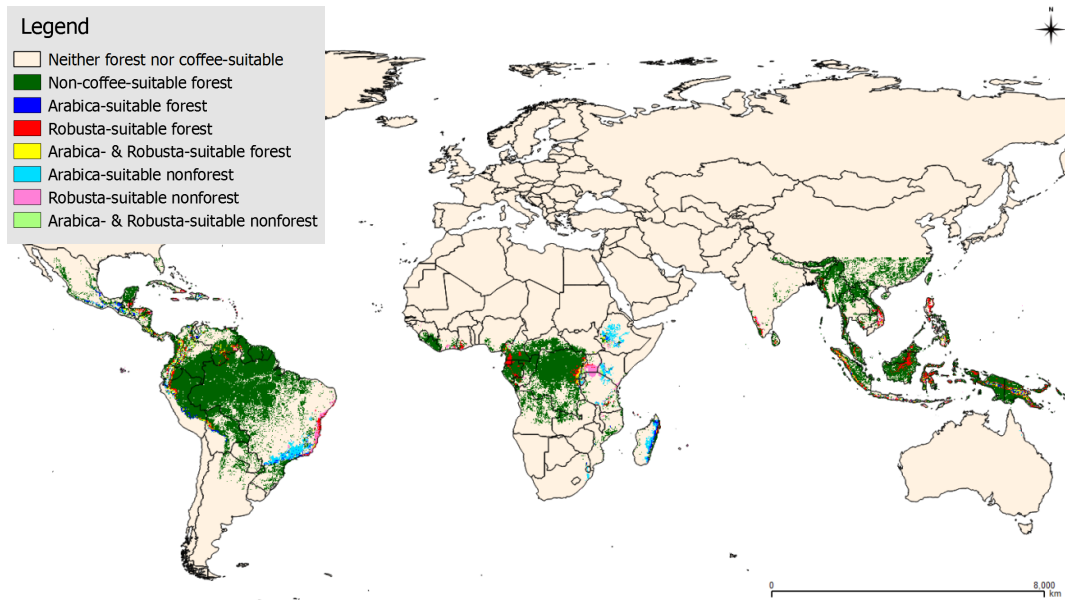 Legend
Neither forest nor coffee-suitable
Non-coffee-suitable forest
Arabica-suitable forest
Robusta-suitable forest
Arabica- & Robusta-suitable forest
Arabica-suitable nonforest
Robusta-suitable nonforest
Arabica- & Robusta-suitable nonforest
N
0 8,000
km